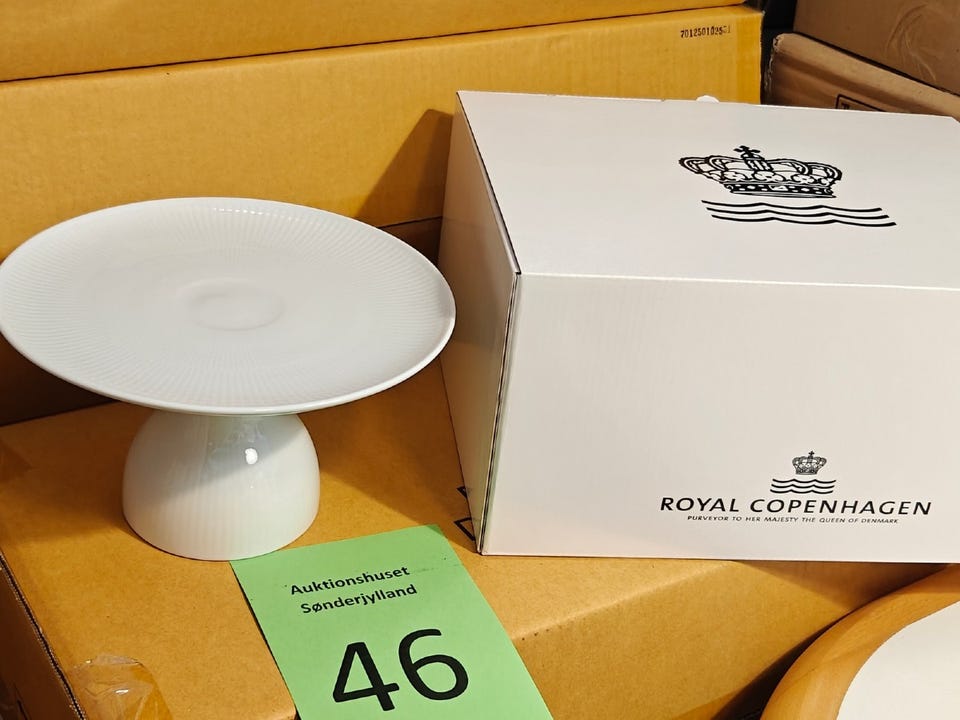 ROYAL COPENHAGEN
PURVEYOR TO HER MAJESTY THE QUEEN OF DENMARK
Auktionshuset
Sønderjylland
46